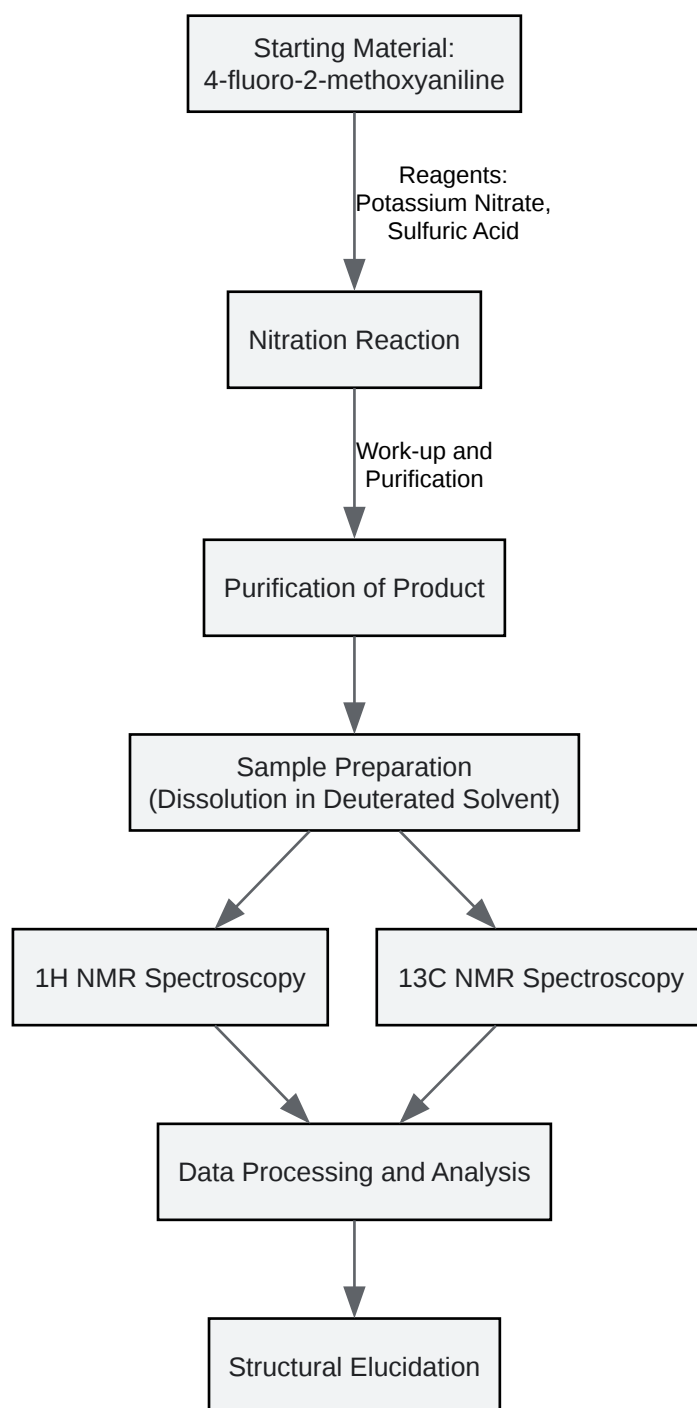 Starting Material:
4-fluoro-2-methoxyaniline
Reagents:
Potassium Nitrate,
Sulfuric Acid
Nitration Reaction
Work-up and
Purification
Purification of Product
Sample Preparation
(Dissolution in Deuterated Solvent)
1H NMR Spectroscopy
13C NMR Spectroscopy
Data Processing and Analysis
Structural Elucidation